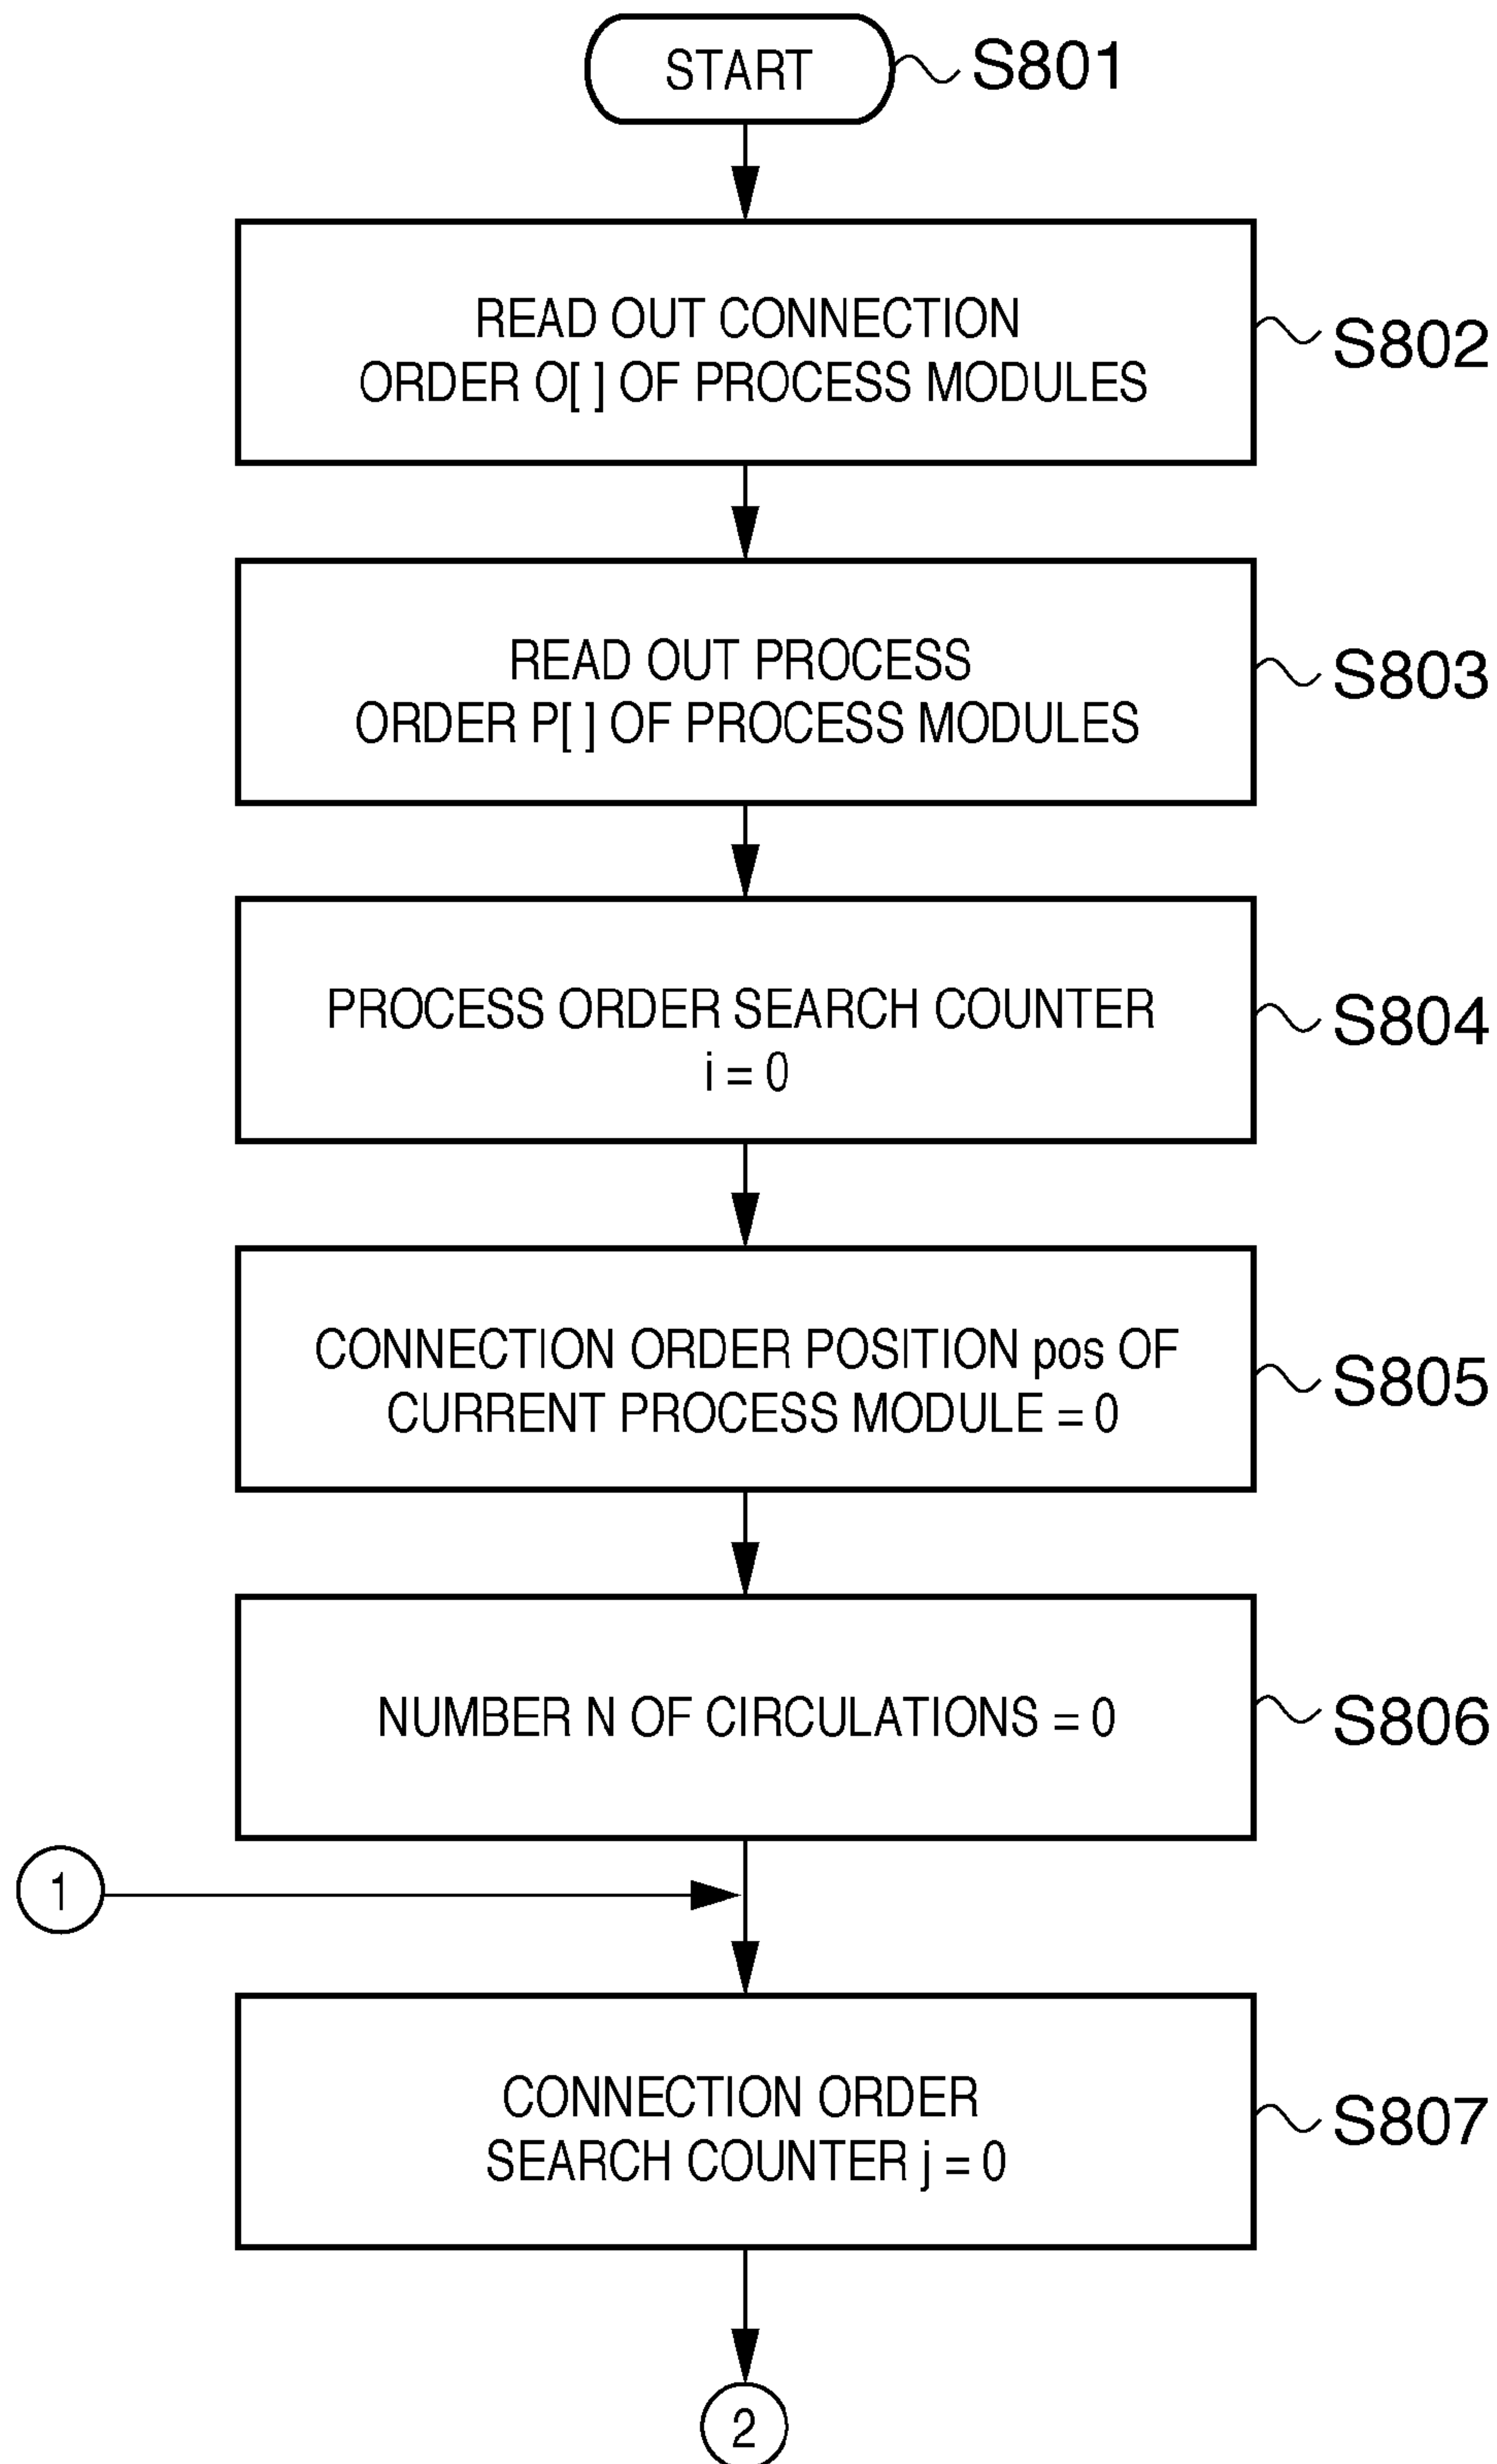 START
S801
READ OUT CONNECTION
ORDER O[ ] OF PROCESS MODULES
S802
READ OUT PROCESS
ORDER P[ ] OF PROCESS MODULES
S803
PROCESS ORDER SEARCH COUNTER
i = 0
S804
CONNECTION ORDER POSITION pos OF
CURRENT PROCESS MODULE = 0
S805
NUMBER N OF CIRCULATIONS = 0
S806
1
CONNECTION ORDER
SEARCH COUNTER j = 0
S807
2